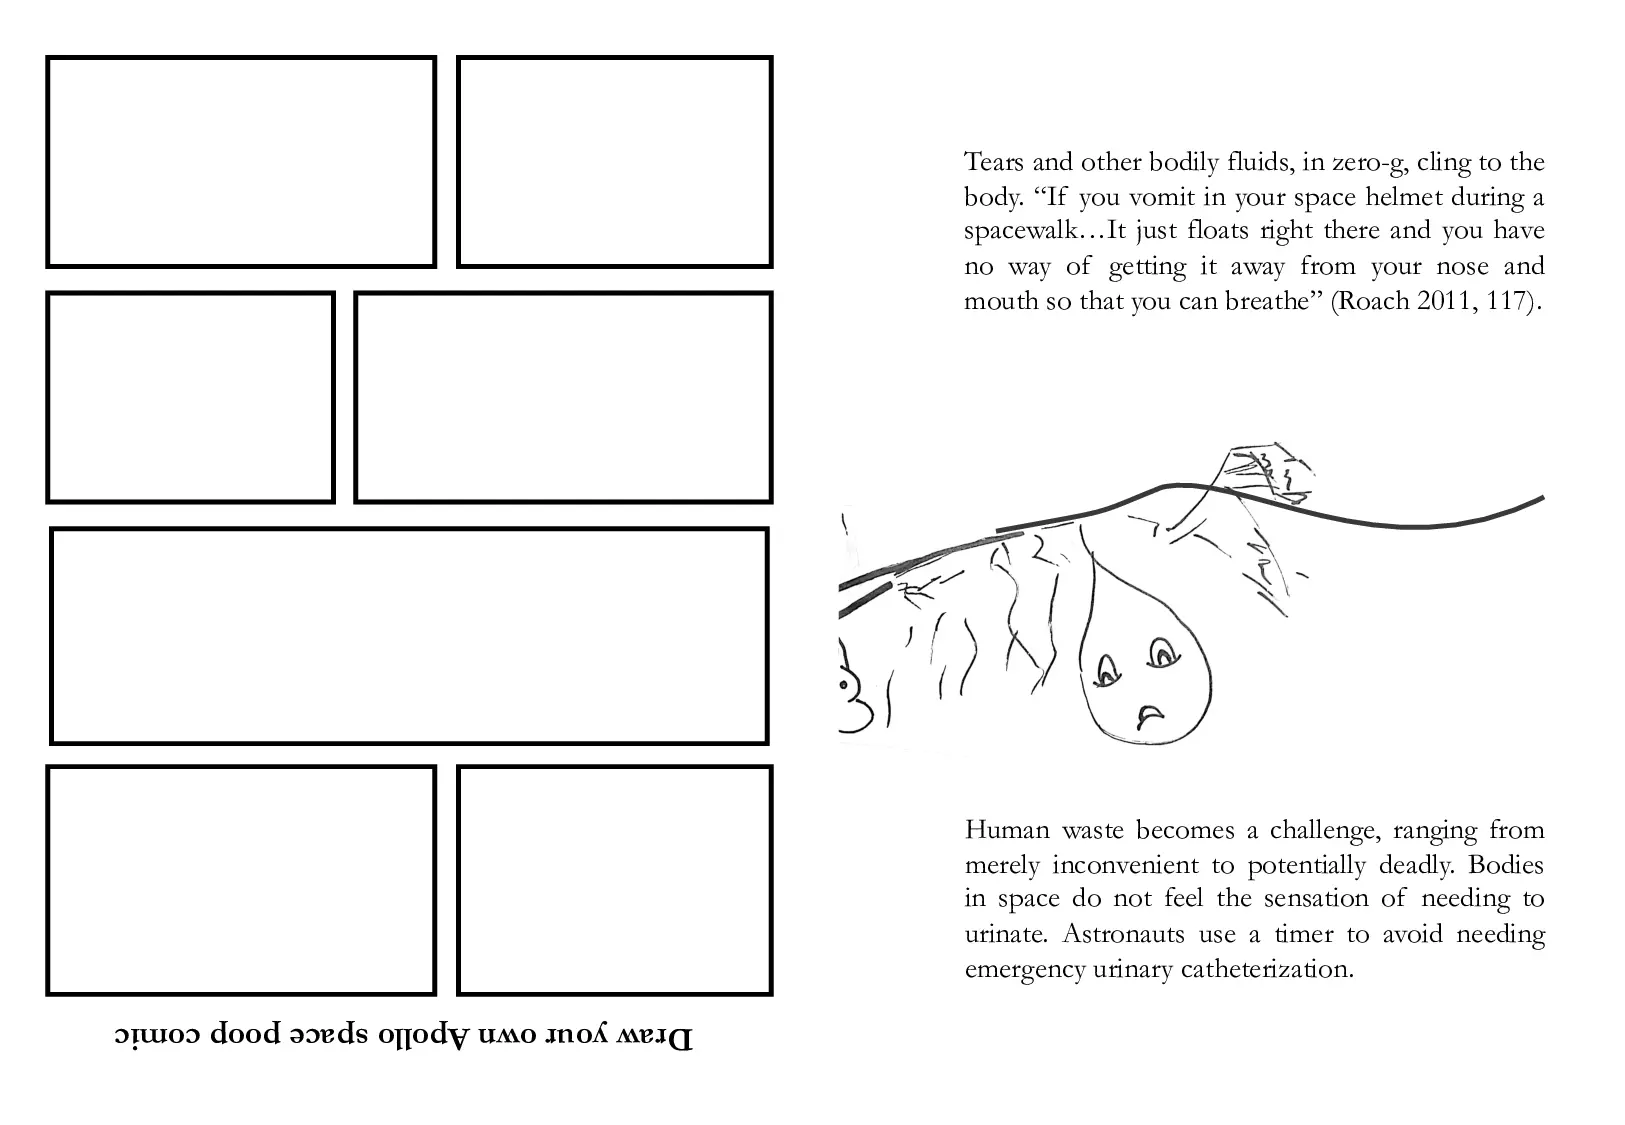 Tears and other bodily fluids, in zero-g, cling to the
body. “If you vomit in your space helmet during a
spacewalk…It just floats right there and you have
no way of getting it away from your nose and
mouth so that you can breathe” (Roach 2011, 117).
Human waste becomes a challenge, ranging from
merely inconvenient to potentially deadly. Bodies
in space do not feel the sensation of needing to
urinate. Astronauts use a timer to avoid needing
emergency urinary catheterization.
Draw your own Apollo space poop comic